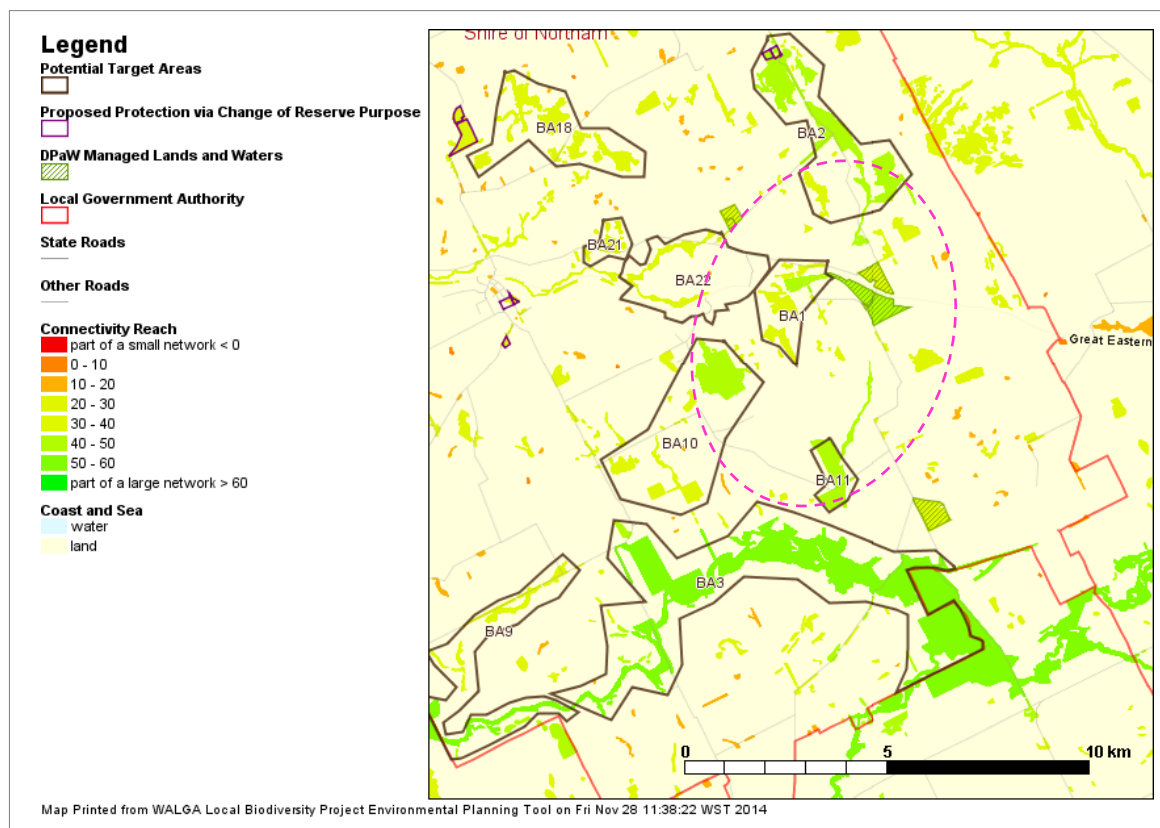 Legend
Potential Target Areas
Proposed Protection via Change of Reserve Purpose
DPaW Managed Lands and Waters
Local Government Authority
State Roads
Other Roads
Connectivity Reach
part of a small network < 0
0 - 10
10 - 20
20 - 30
30 - 40
40 - 50
50 - 60
part of a large network > 60
Coast and Sea
water
land
Shire of Northam
BA18
BA2
BA21
BA22
BA1
Great Eastern
BA10
BA11
BA3
BA9
0 5 10 km
Map Printed from WALGA Local Biodiversity Project Environmental Planning Tool on Fri Nov 28 11:38:22 WST 2014